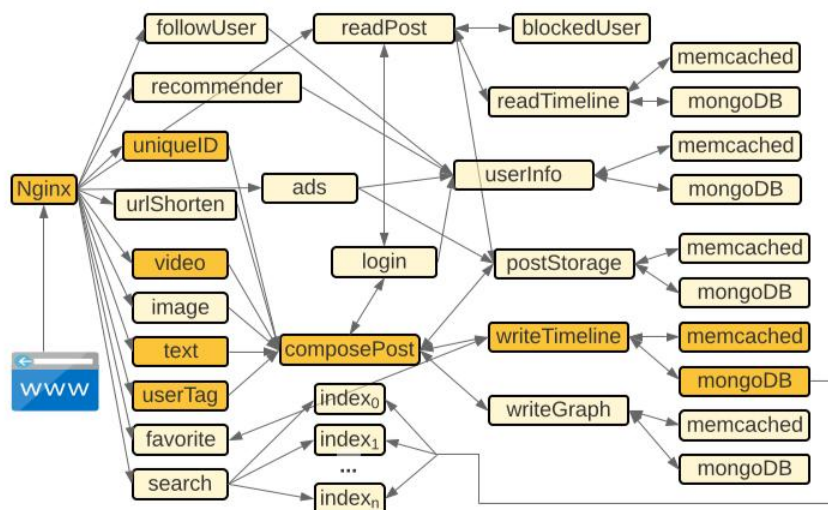 followUser
readPost
blockedUser
memcached
recommender
readTimeline
mongoDB
uniqueID
memcached
Nginx
ads
userInfo
mongoDB
urlShorten
memcached
video
login
postStorage
mongoDB
image
text
composePost
writeTimeline
memcached
www
userTag
mongoDB
index0
writeGraph
memcached
favorite
index1
...
mongoDB
search
indexn